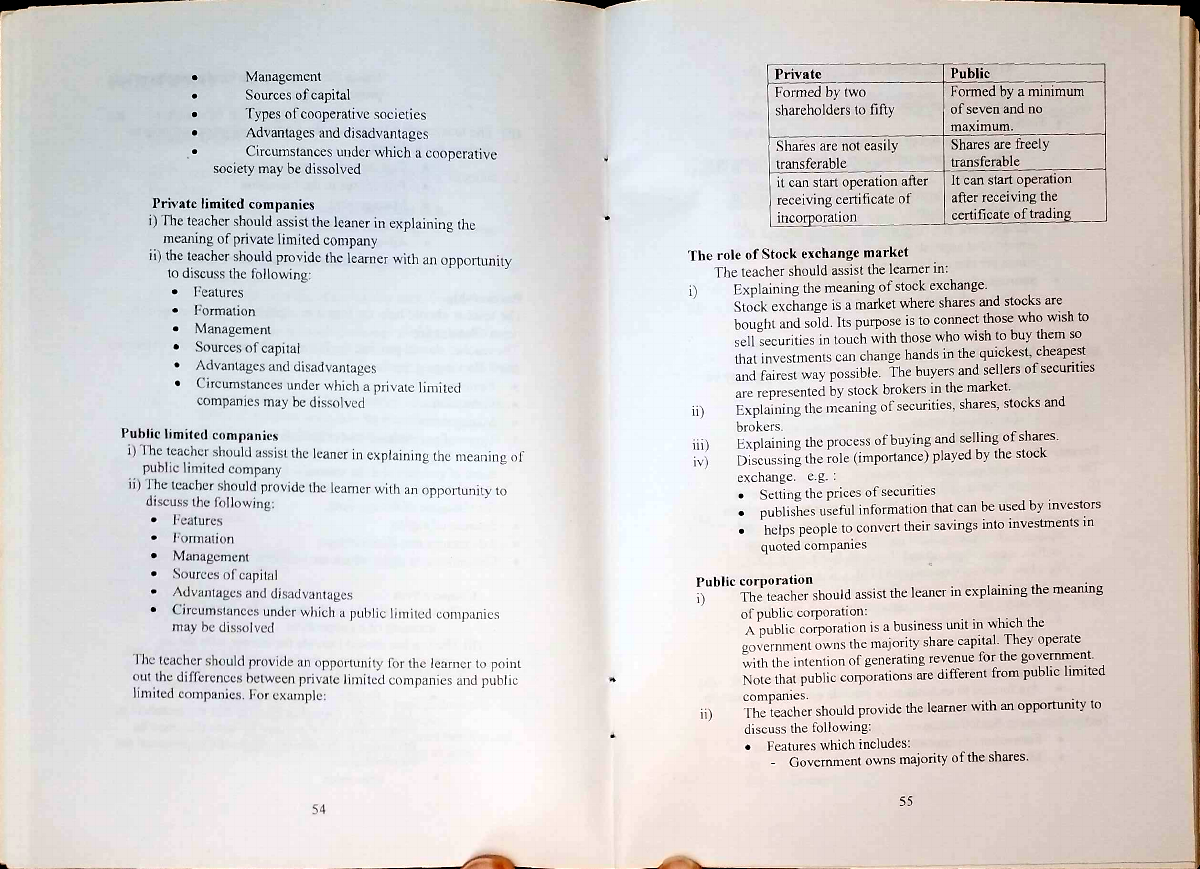 • Management
• Sources of capital
• Types of cooperative societies
• Advantages and disadvantages
• Circumstances under which a cooperative
society may be dissolved
Private limited companies
i) The teacher should assist the leaner in explaining the
meaning of private limited company
ii) the teacher should provide the learner with an opportunity
to discuss the following:
• Features
• Formation
• Management
• Sources of capital
• Advantages and disadvantages
• Circumstances under which a private limited
companies may be dissolved
Public limited companies
i) The teacher should assist the leaner in explaining the meaning of
public limited company
ii) The teacher should provide the learner with an opportunity to
discuss the following:
• Features
• Formation
• Management
• Sources of capital
• Advantages and disadvantages
• Circumstances under which a public limited companies
may be dissolved
The teacher should provide an opportunity for the learner to point
out the differences between private limited companies and public
limited companies. For example:
54
Private Public
Formed by two Formed by a minimum
shareholders to fifty of seven and no
maximum.
Shares are not easily Shares are freely
transferable transferable
it can start operation after It can start operation
receiving certificate of after receiving the
incorporation certificate of trading
The role of Stock exchange market
The teacher should assist the learner in:
i) Explaining the meaning of stock exchange.
Stock exchange is a market where shares and stocks are
bought and sold. Its purpose is to connect those who wish to
sell securities in touch with those who wish to buy them so
that investments can change hands in the quickest, cheapest
and fairest way possible. The buyers and sellers of securities
are represented by stock brokers in the market.
ii) Explaining the meaning of securities, shares, stocks and
brokers.
iii) Explaining the process of buying and selling of shares.
iv) Discussing the role (importance) played by the stock
exchange. e.g. :
• Setting the prices of securities
• publishes useful information that can be used by investors
• helps people to convert their savings into investments in
quoted companies
Public corporation
i) The teacher should assist the leaner in explaining the meaning
of public corporation:
A public corporation is a business unit in which the
government owns the majority share capital. They operate
with the intention of generating revenue for the government.
Note that public corporations are different from public limited
companies.
ii) The teacher should provide the learner with an opportunity to
discuss the following:
• Features which includes:
- Government owns majority of the shares.
55